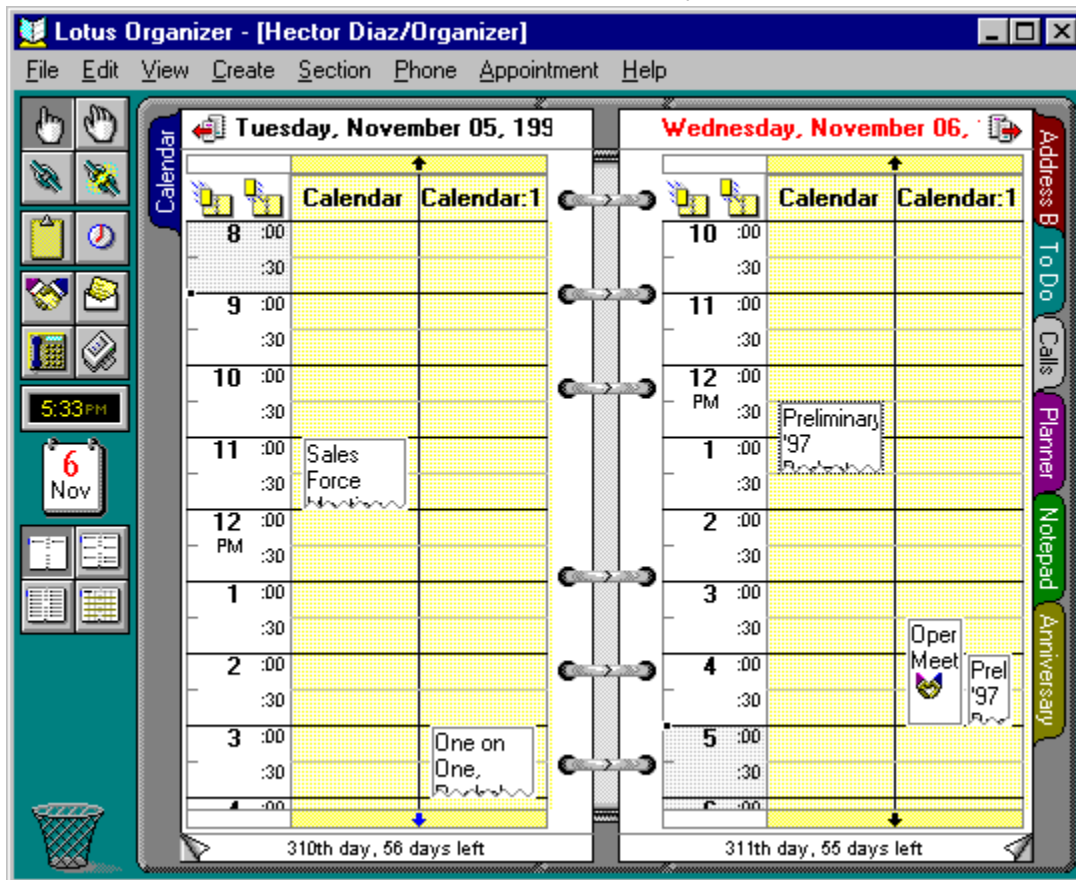 Lotus Organizer - [Hector Diaz/Organizer]
File Edit View Create Section Phone Appointment Help
Calendar
Tuesday, November 05, 199
Calendar Calendar:1
8 :00
:30
9 :00
:30
10 :00
:30
11 :00
:30
12 :00
PM :30
1 :00
:30
2 :00
:30
3 :00
:30
4 :00
Sales
Force
One on
One,
310th day, 56 days left
Wednesday, November 06,
Calendar Calendar:1
10 :00
:30
11 :00
:30
12 :00
PM :30
1 :00
:30
2 :00
:30
3 :00
:30
4 :00
:30
5 :00
:30
6 :00
Preliminary
'97
Oper
Meet
Prel
'97
311th day, 55 days left
Address B
To Do
Calls
Planner
Notepad
Anniversary
5:33PM
6
Nov